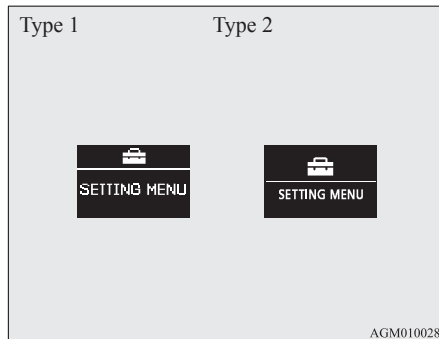 Type 1
Type 2
SETTING MENU
SETTING MENU
AGM010028